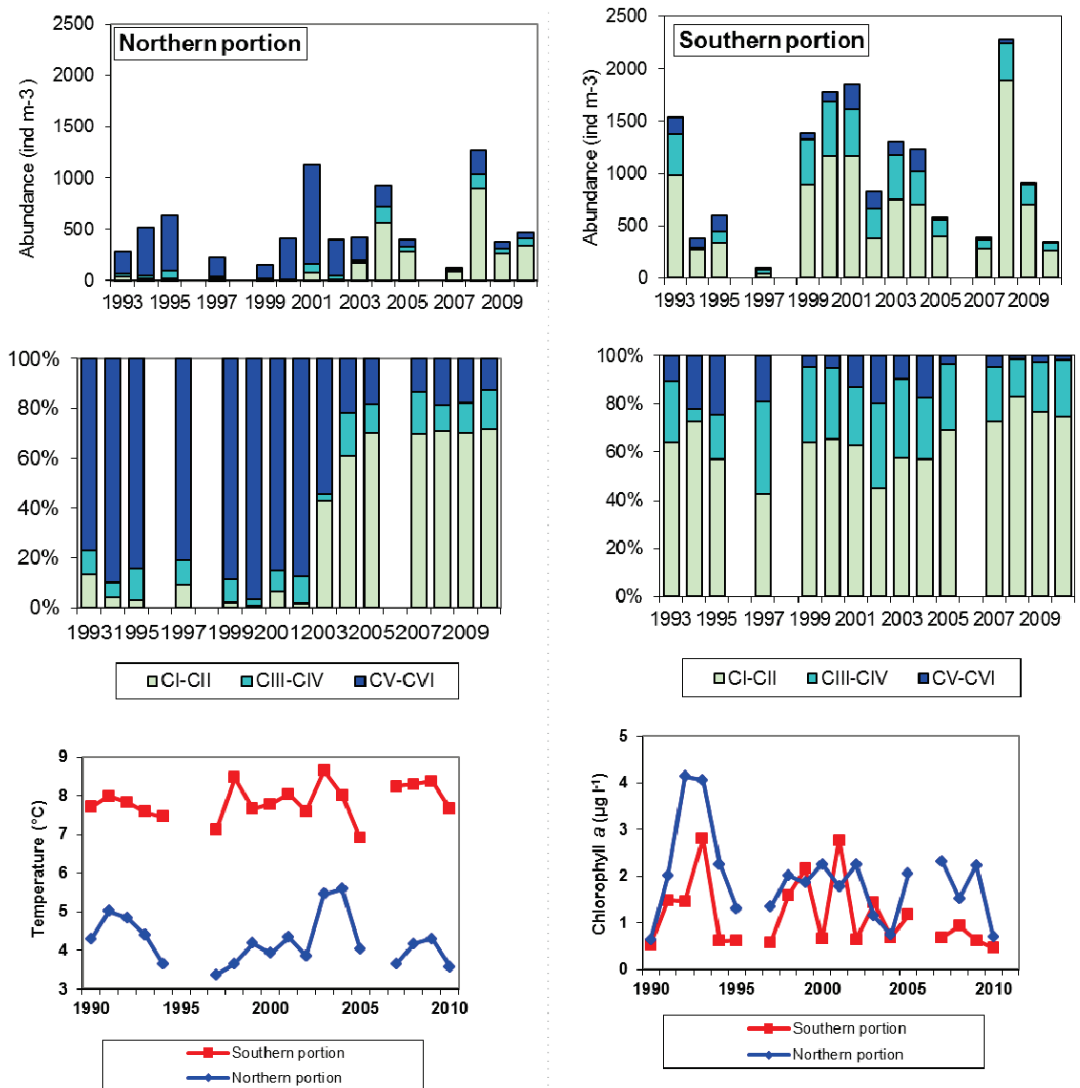 Northern portion
Abundance (ind m-3)
2500
2000
1500
1000
500
0
1993 1995 1997 1999 2001 2003 2005 2007 2009
Southern portion
Abundance (ind m-3)
2500
2000
1500
1000
500
0
1993 1995 1997 1999 2001 2003 2005 2007 2009
100%
80%
60%
40%
20%
0%
1993 1995 1997 1999 2001 2003 2005 2007 2009
CI-CII CIII-CIV CV-CVI
100%
80%
60%
40%
20%
0%
1993 1995 1997 1999 2001 2003 2005 2007 2009
CI-CII CIII-CIV CV-CVI
Temperature (°C)
9
8
7
6
5
4
3
1990 1995 2000 2005 2010
Southern portion
Northern portion
Chlorophyll a (µg l-1)
5
4
3
2
1
0
1990 1995 2000 2005 2010
Southern portion
Northern portion